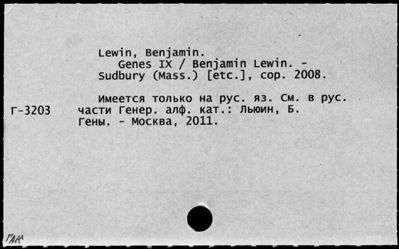 Lewin, Benjamin.
Genes IX / Benjamin Lewin. -
Sudbury (Mass.) [etc.], cop. 2008.
Имеется только на рус. яз. См. в рус.
Г-3203 части Генер. алф. кат.: Льюин, Б.
Гены. - Москва, 2011.
ГАК